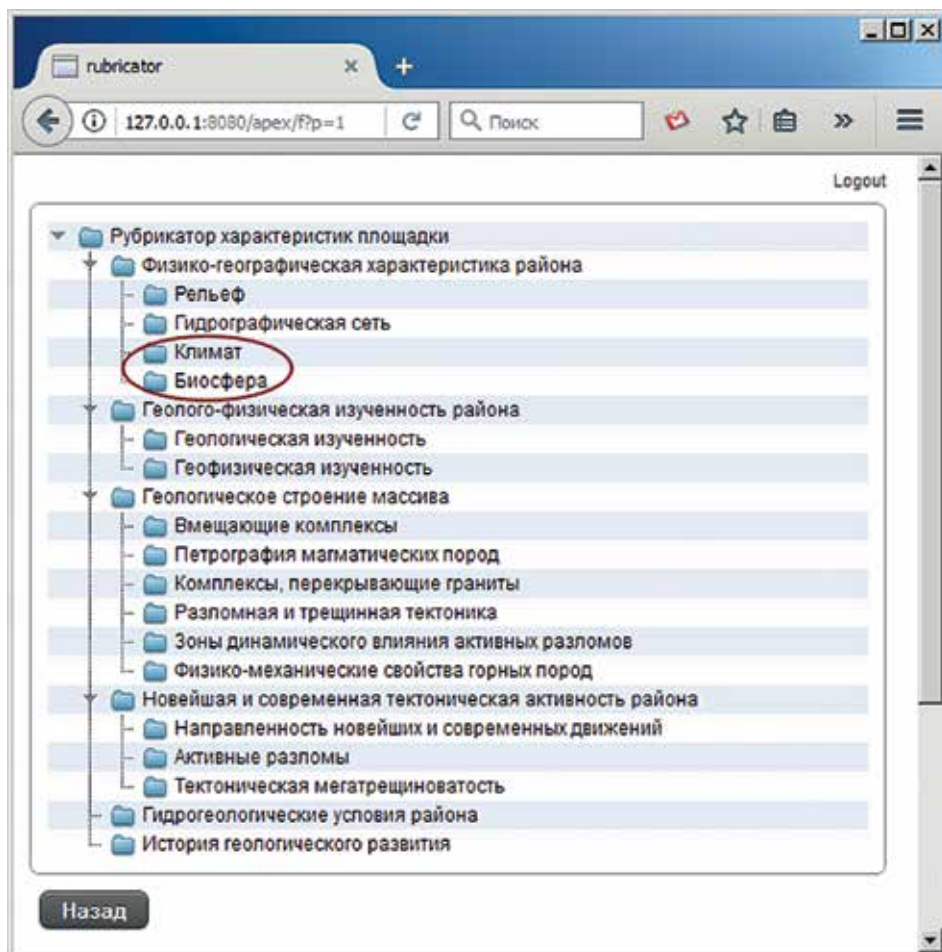 rubricator
127.0.0.1:8080/apex/f?p=1
Поиск
Logout
Рубрикатор характеристик площадки
Физико-географическая характеристика района
Рельеф
Гидрографическая сеть
Климат
Биосфера
Геолого-физическая изученность района
Геологическая изученность
Геофизическая изученность
Геологическое строение массива
Вмещающие комплексы
Петрография магматических пород
Комплексы, перекрывающие граниты
Разломная и трещинная тектоника
Зоны динамического влияния активных разломов
Физико-механические свойства горных пород
Новейшая и современная тектоническая активность района
Направленность новейших и современных движений
Активные разломы
Тектоническая мегатрещиноватость
Гидрогеологические условия района
История геологического развития
Назад